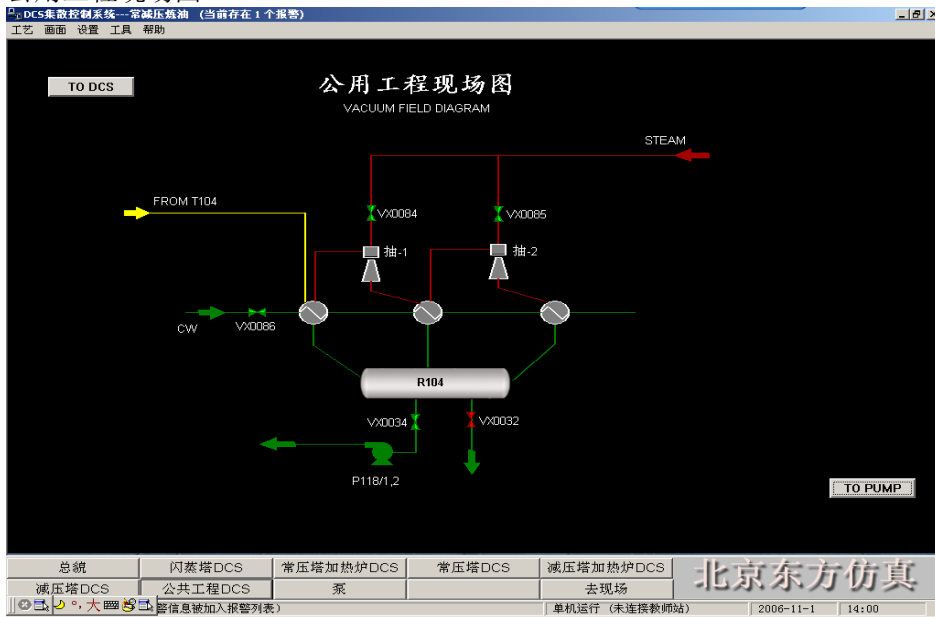 DCS集散控制系统---常减压炼油 (当前存在1个报警)
工艺 画面 设置 工具 帮助
TO DCS
公用工程现场图
VACUUM FIELD DIAGRAM
STEAM
FROM T104
VX0084
VX0085
抽-1
抽-2
CW
VX0086
R104
VX0034
VX0032
P118/1,2
TO PUMP
总貌 闪蒸塔DCS 常压塔加热炉DCS 常压塔DCS 减压塔加热炉DCS
减压塔DCS 公共工程DCS 泵 去现场
北京东方仿真
大 警信息被加入报警列表) 单机运行 (未连接教师站) 2006-11-1 14:00